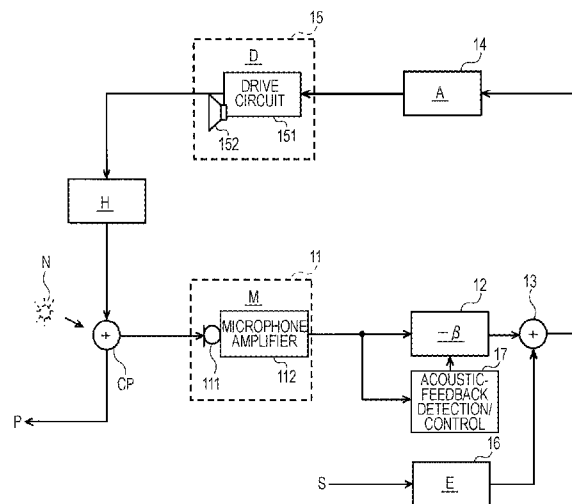 15
D
DRIVE
CIRCUIT
151
152
14
A
H
N
+
CP
P
11
M
MICROPHONE
AMPLIFIER
111
112
12
-β
13
+
17
ACOUSTIC-
FEEDBACK
DETECTION/
CONTROL
16
S
E